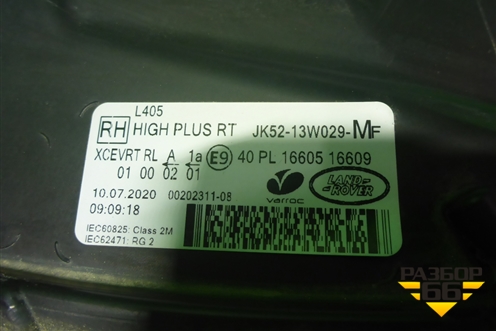 L405
RH HIGH PLUS RT JK52-13W029-MF
XCEVRT RL A 1a E9 40 PL 16605 16609
01 00 02 01
10.07.2020 00202311-08
09:09:18
varroc
LAND ROVER
IEC60825: Class 2M
IEC62471: RG 2
РАЗБОР
66